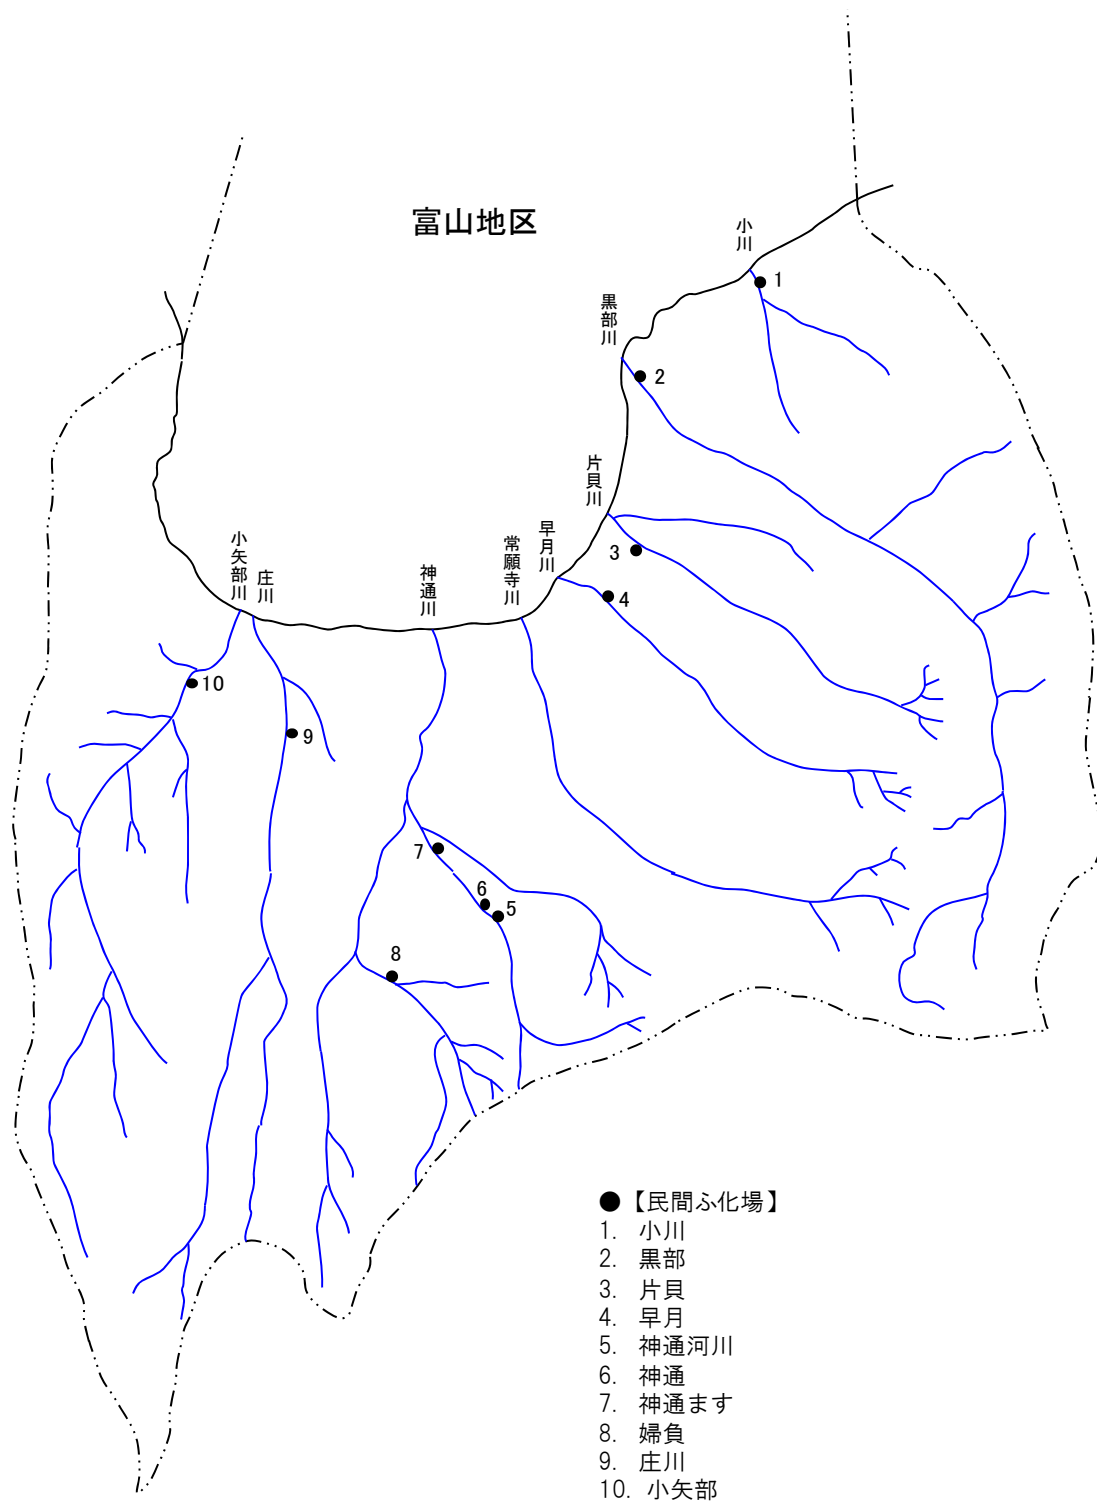 富山地区
小川
1
黒部川
2
片貝川
3
早月川
4
常願寺川
神通川
庄川
小矢部川
10
9
7
6
5
8
●【民間ふ化場】
1. 小川
2. 黒部
3. 片貝
4. 早月
5. 神通河川
6. 神通
7. 神通ます
8. 婦負
9. 庄川
10. 小矢部